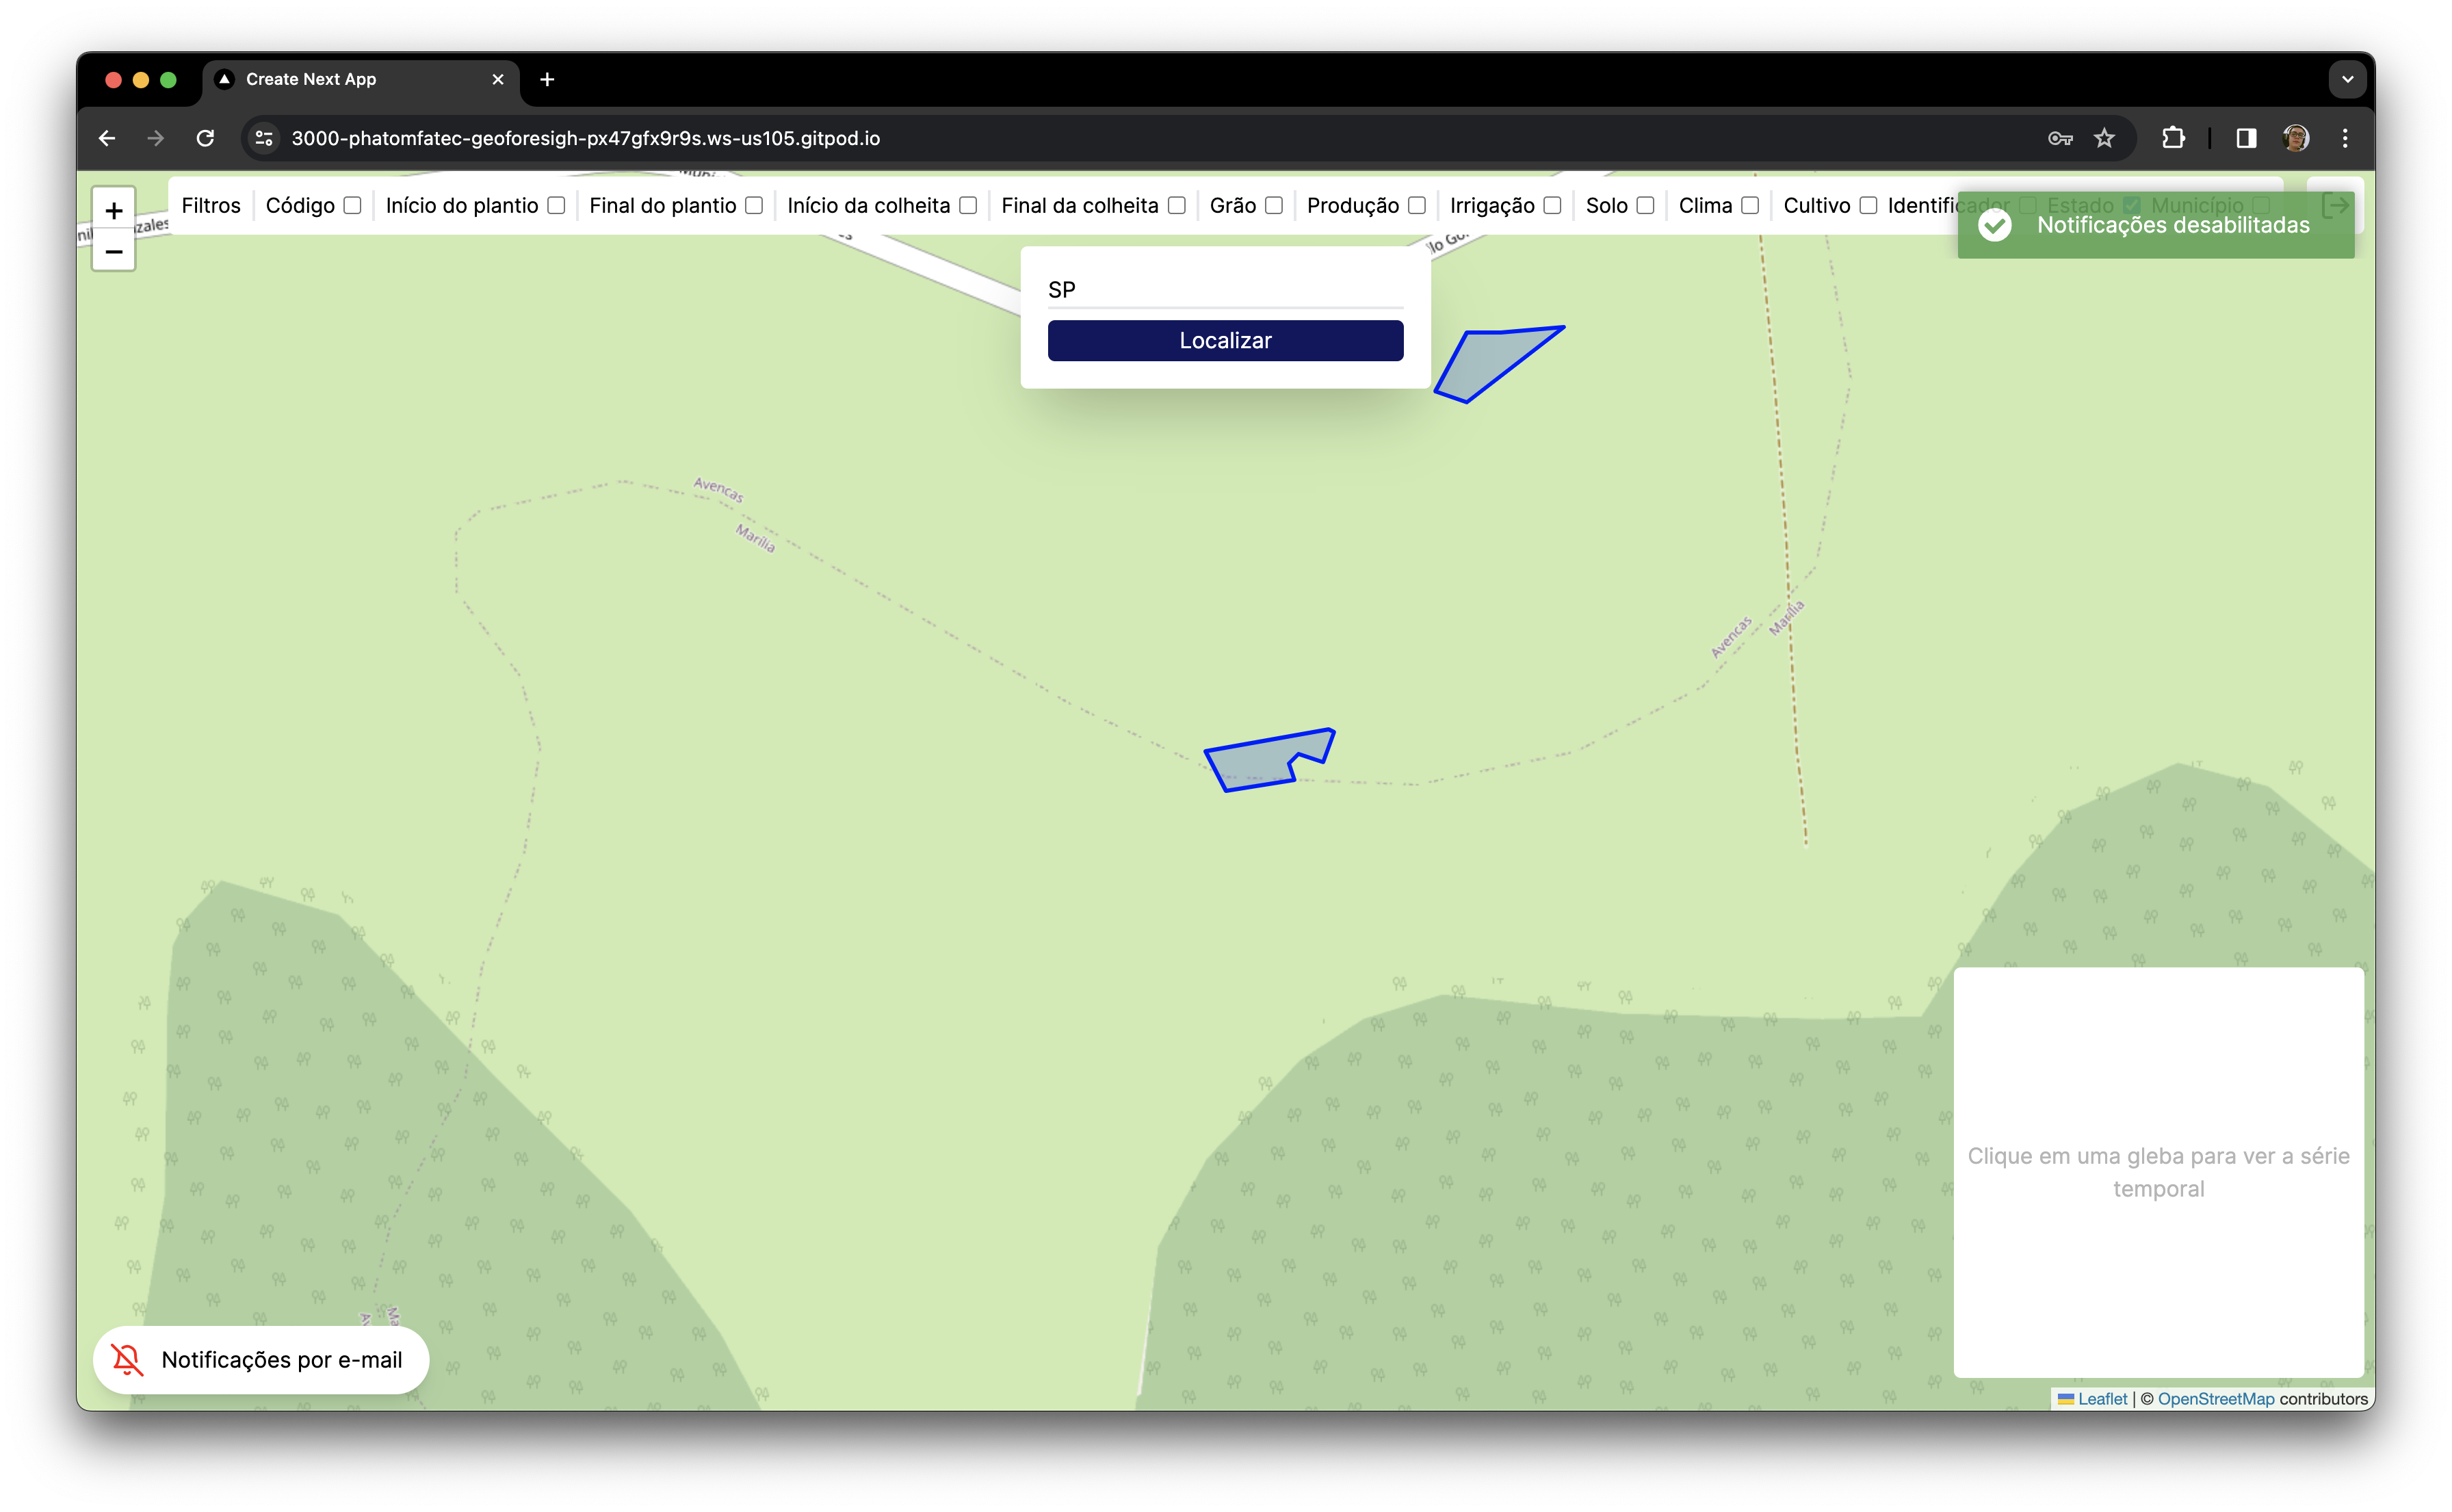 Create Next App
3000-phatomfatec-geoforesigh-px47gfx9r9s.ws-us105.gitpod.io
+
−
Filtros Código Início do plantio Final do plantio Início da colheita Final da colheita Grão Produção Irrigação Solo Clima Cultivo Identificador Estado Município
Notificações desabilitadas
SP
Localizar
Avencas
Marília
Avencas
Marília
Clique em uma gleba para ver a série
temporal
Notificações por e-mail
Leaflet | © OpenStreetMap contributors